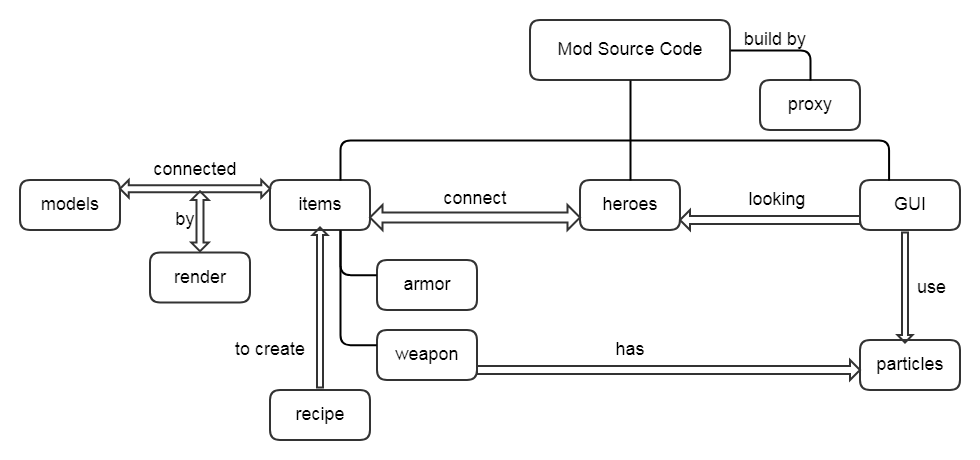 Mod Source Code
build by
proxy
connected
models
items
connect
heroes
looking
GUI
by
render
armor
use
to create
weapon
has
particles
recipe